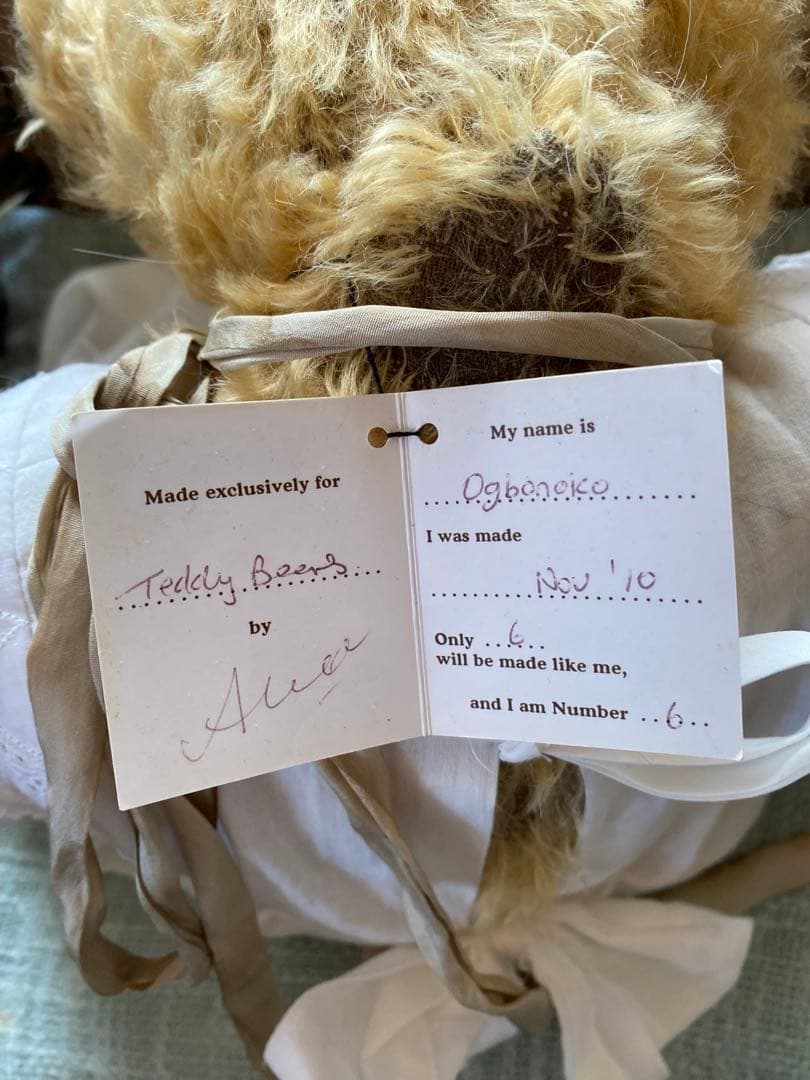 Made exclusively for
Teddy Bears
by
My name is
I was made
Nov '10
Only 6
will be made like me,
and I am Number 6